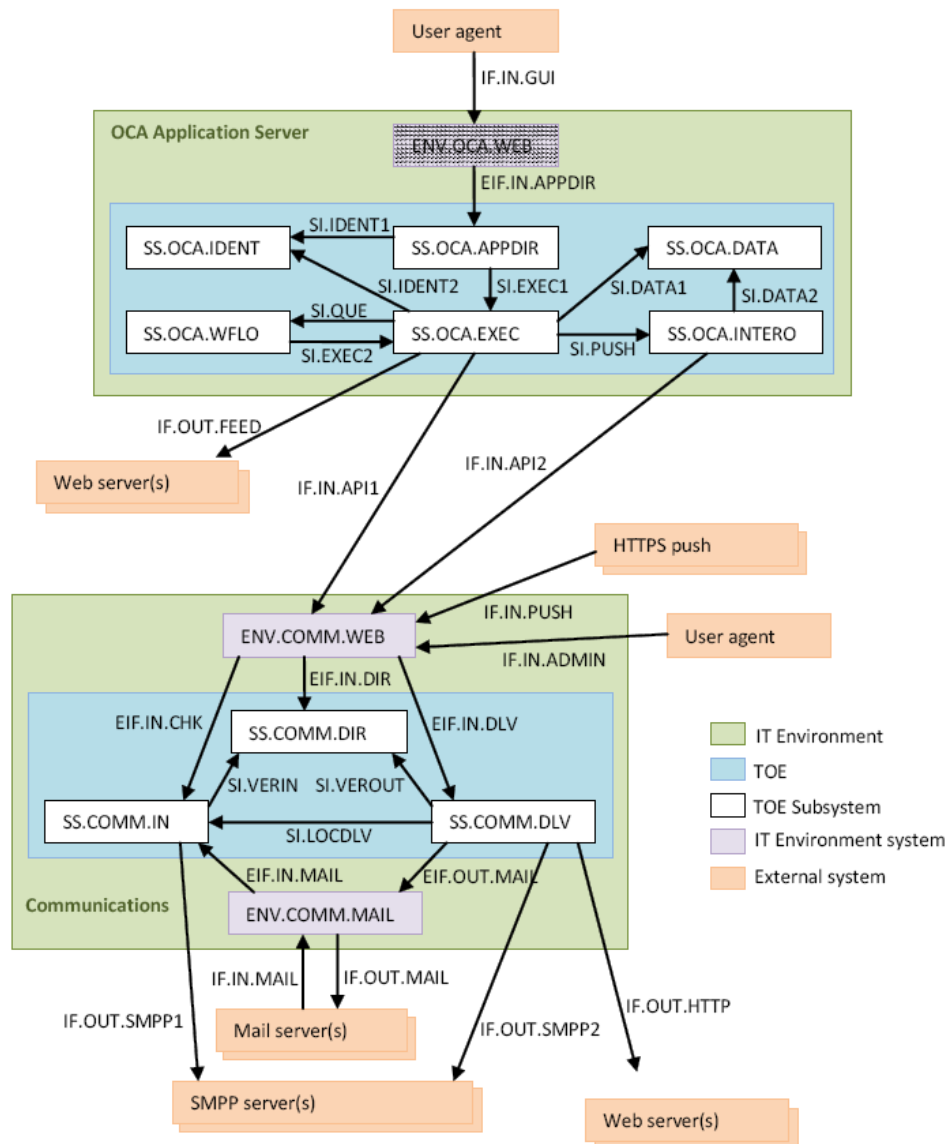 User agent
IF.IN.GUI
OCA Application Server
ENV.OCA.WEB
EIF.IN.APPDIR
SI.IDENT1
SS.OCA.IDENT
SS.OCA.APPDIR
SS.OCA.DATA
SI.IDENT2
SI.EXEC1
SI.DATA1
SI.DATA2
SI.QUE
SS.OCA.WFLO
SS.OCA.EXEC
SS.OCA.INTERO
SI.EXEC2
SI.PUSH
IF.OUT.FEED
IF.IN.API2
Web server(s)
IF.IN.API1
HTTPS push
IF.IN.PUSH
ENV.COMM.WEB
User agent
IF.IN.ADMIN
EIF.IN.DIR
EIF.IN.CHK
EIF.IN.DLV
SS.COMM.DIR
IT Environment
TOE
SI.VERIN
SI.VEROUT
TOE Subsystem
SS.COMM.IN
SS.COMM.DLV
SI.LOCDLV
IT Environment system
EIF.IN.MAIL
EIF.OUT.MAIL
External system
Communications
ENV.COMM.MAIL
IF.IN.MAIL
IF.OUT.MAIL
IF.OUT.HTTP
IF.OUT.SMPP1
Mail server(s)
IF.OUT.SMPP2
SMPP server(s)
Web server(s)